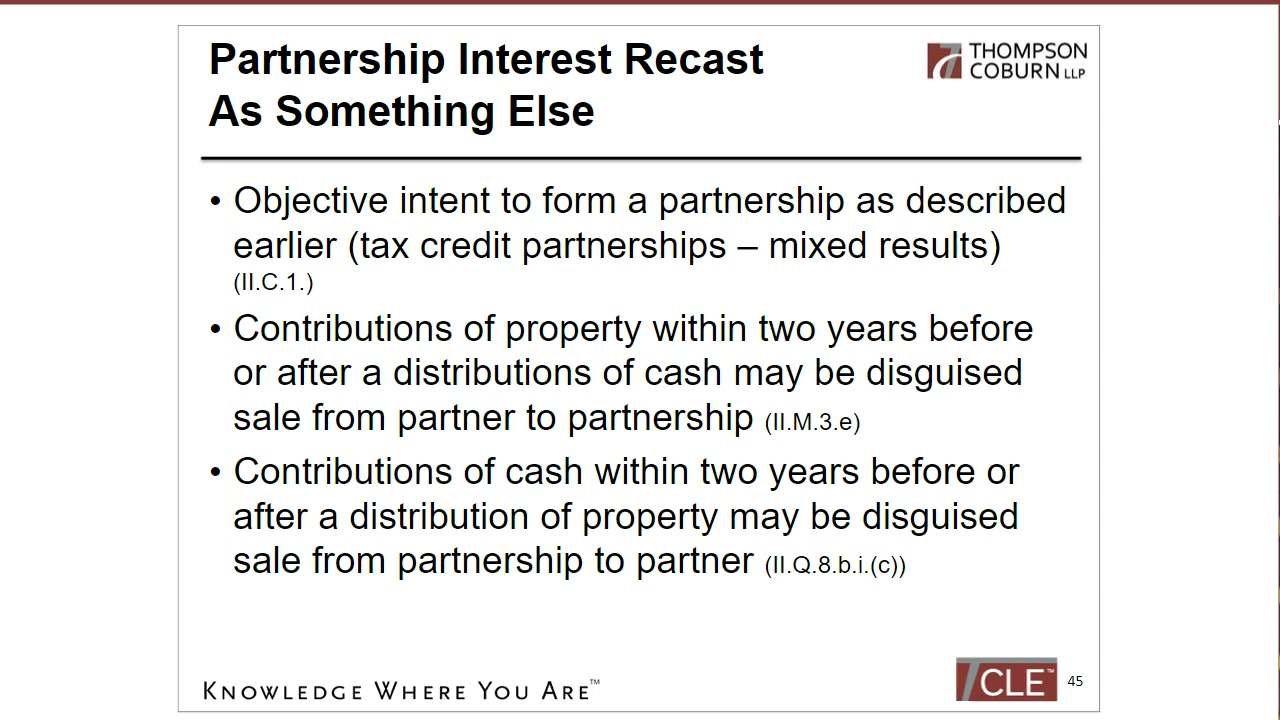 Partnership Interest Recast
As Something Else
THOMPSON
COBURN LLP
• Objective intent to form a partnership as described
earlier (tax credit partnerships – mixed results)
(II.C.1.)
• Contributions of property within two years before
or after a distributions of cash may be disguised
sale from partner to partnership (II.M.3.e)
• Contributions of cash within two years before or
after a distribution of property may be disguised
sale from partnership to partner (II.Q.8.b.i.(c))
KNOWLEDGE WHERE YOU ARE™
CLE™
45